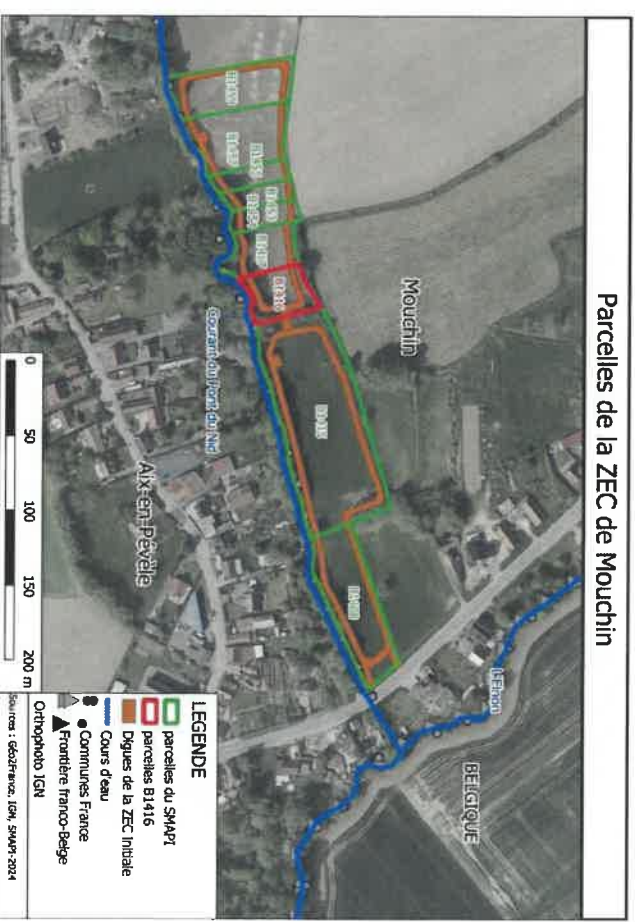 Parcelles de la ZEC de Mouchin
Mouchin
BELGIQUE
L'Elnon
Courant du Pont du Nid
Aix-en-Pévèle
B1416
0 50 100 150 200 m
LEGENDE
parcelles du SMAPI
parcelles B1416
Digues de la ZEC Initiale
Cours d'eau
Communes France
Frontière franco-Belge
Orthophoto IGN
Sources : Géo2France, IGN, SMAPI-2024